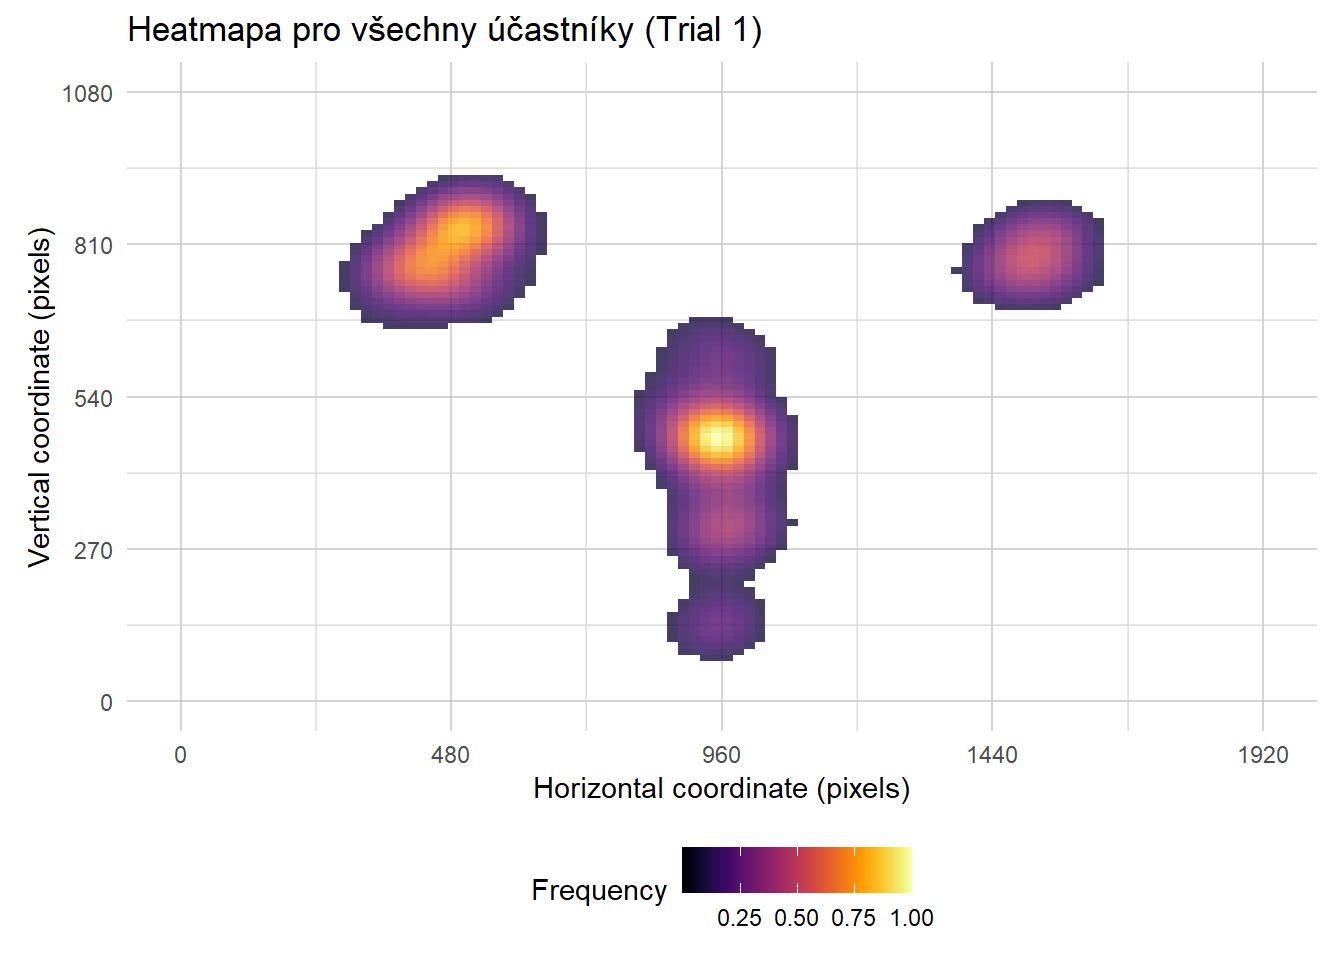 Heatmapa pro všechny účastníky (Trial 1)
1080
810
540
270
0
Vertical coordinate (pixels)
0 480 960 1440 1920
Horizontal coordinate (pixels)
Frequency
0.25 0.50 0.75 1.00